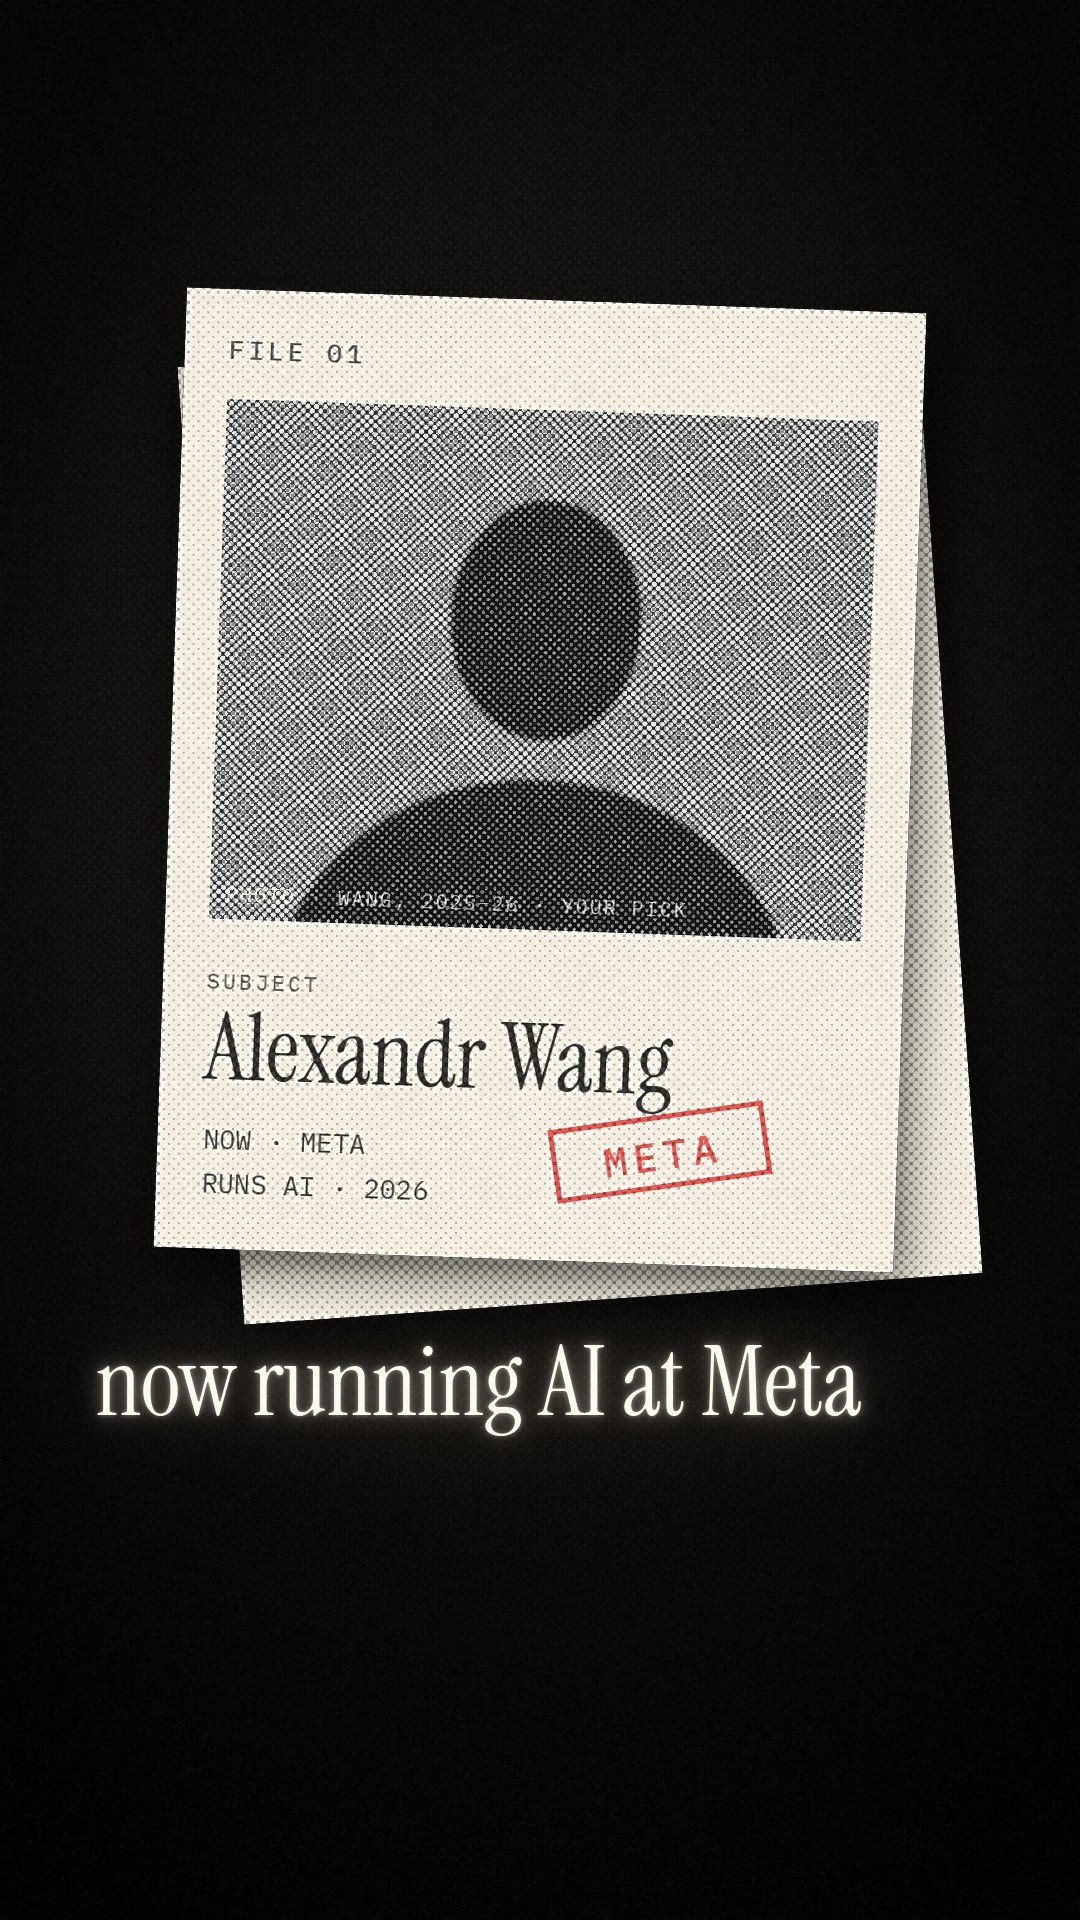 FILE 01
WANG, 2025–26 · YOUR PICK
SUBJECT
Alexandr Wang
NOW · META
RUNS AI · 2026
META
now running AI at Meta